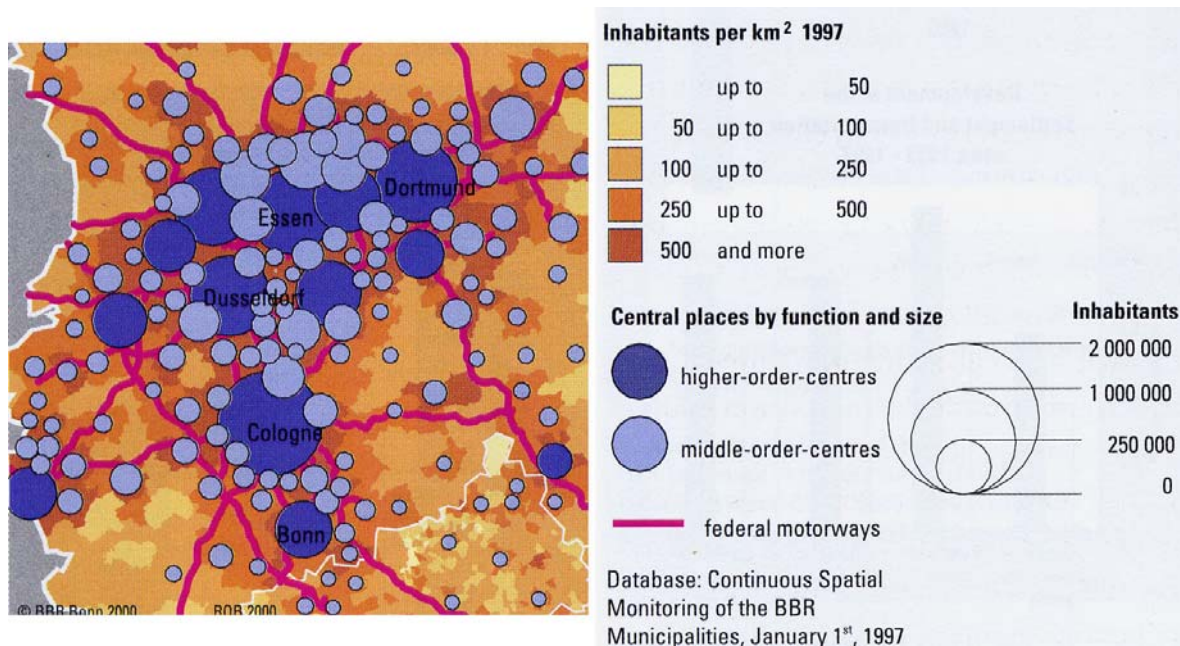 Dortmund
Essen
Dusseldorf
Cologne
Bonn
© BBR Bonn 2000 ROB 2000
Inhabitants per km² 1997
up to 50
50 up to 100
100 up to 250
250 up to 500
500 and more
Central places by function and size
Inhabitants
higher-order-centres
middle-order-centres
2 000 000
1 000 000
250 000
0
federal motorways
Database: Continuous Spatial
Monitoring of the BBR
Municipalities, January 1st, 1997